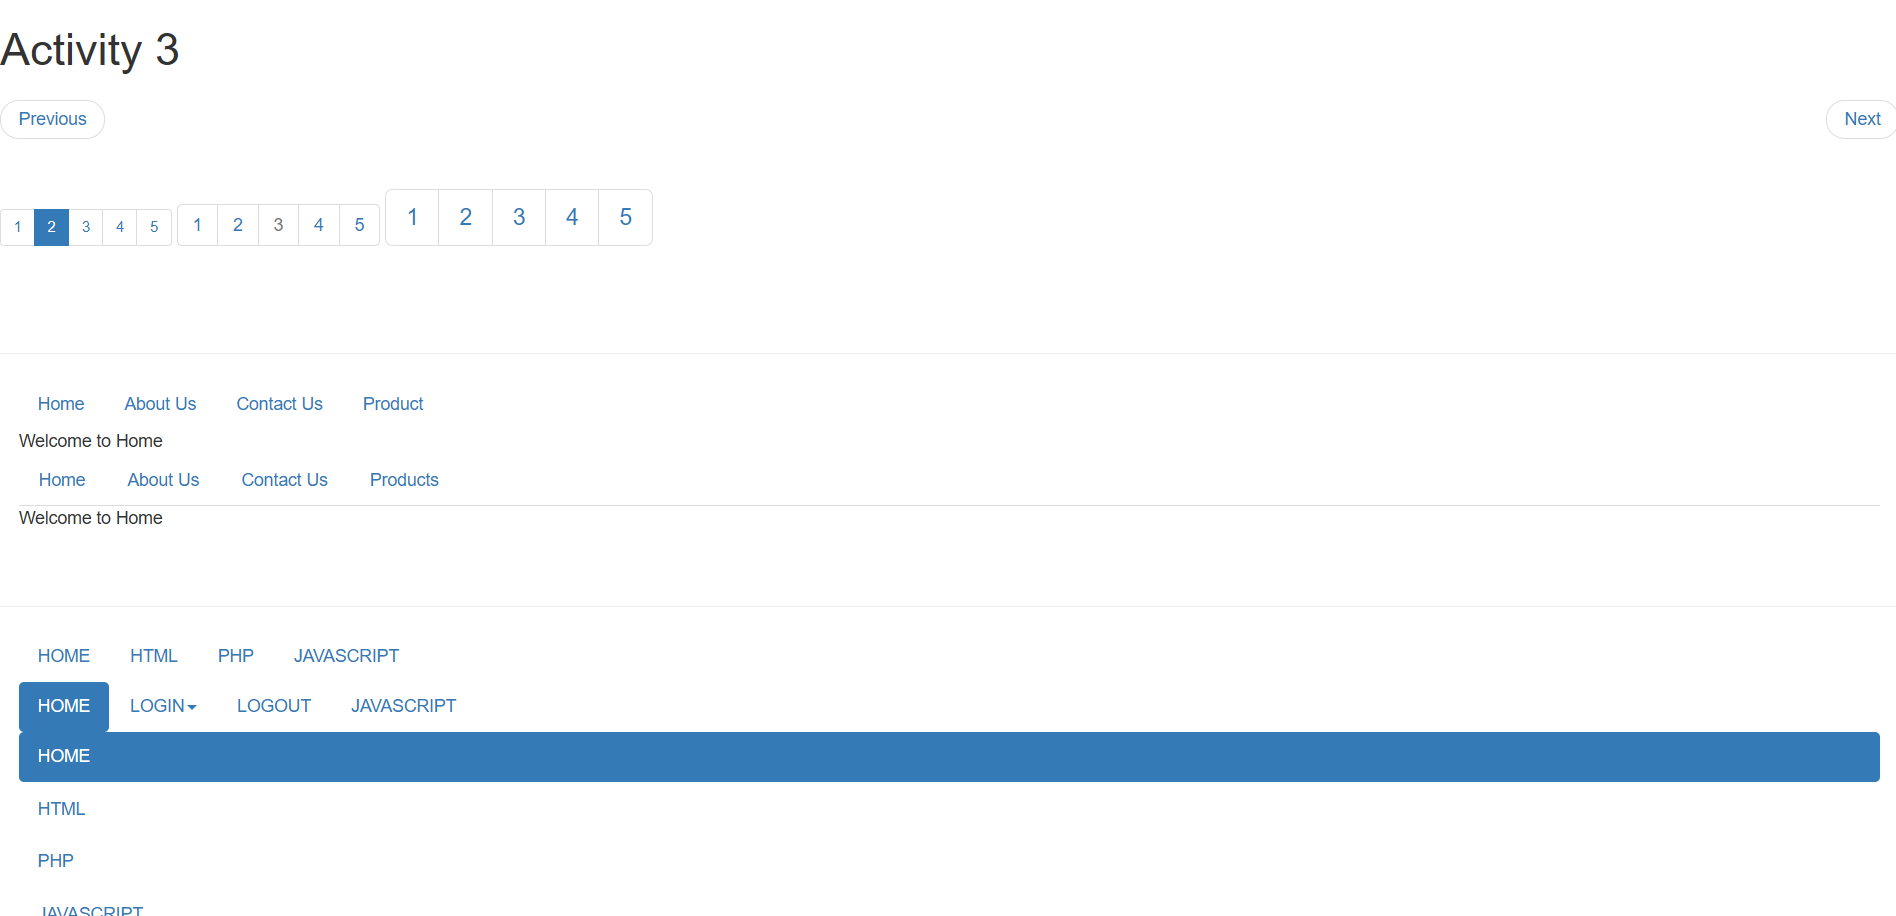 Activity 3
Previous Next
1 2 3 4 5 1 2 3 4 5 1 2 3 4 5
Home About Us Contact Us Product
Welcome to Home
Home About Us Contact Us Products
Welcome to Home
HOME HTML PHP JAVASCRIPT
HOME LOGIN LOGOUT JAVASCRIPT
HOME
HTML
PHP
JAVASCRIPT